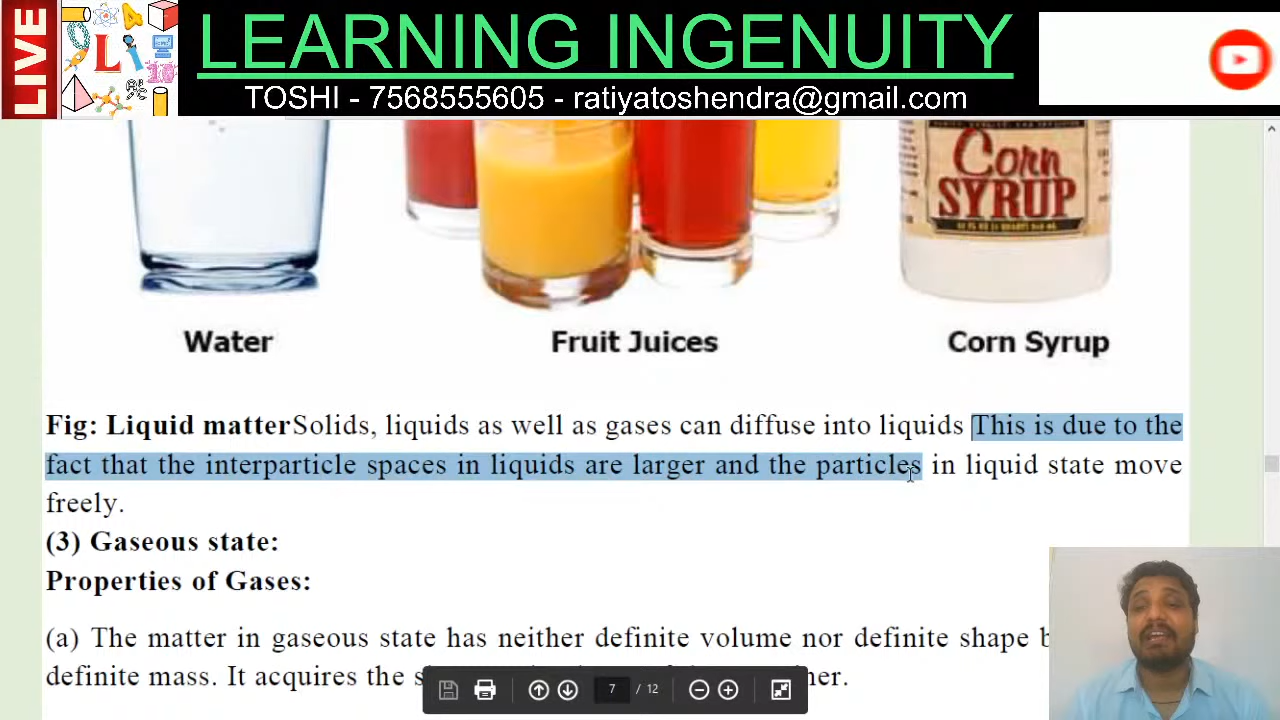 LIVE
LEARNING INGENUITY
TOSHI - 7568555605 - ratiyatoshendra@gmail.com
Corn
SYRUP
Water
Fruit Juices
Corn Syrup
Fig: Liquid matterSolids, liquids as well as gases can diffuse into liquids This is due to the
fact that the interparticle spaces in liquids are larger and the particles in liquid state move
freely.
(3) Gaseous state:
Properties of Gases:
(a) The matter in gaseous state has neither definite volume nor definite shape
definite mass. It acquires the
7 / 12